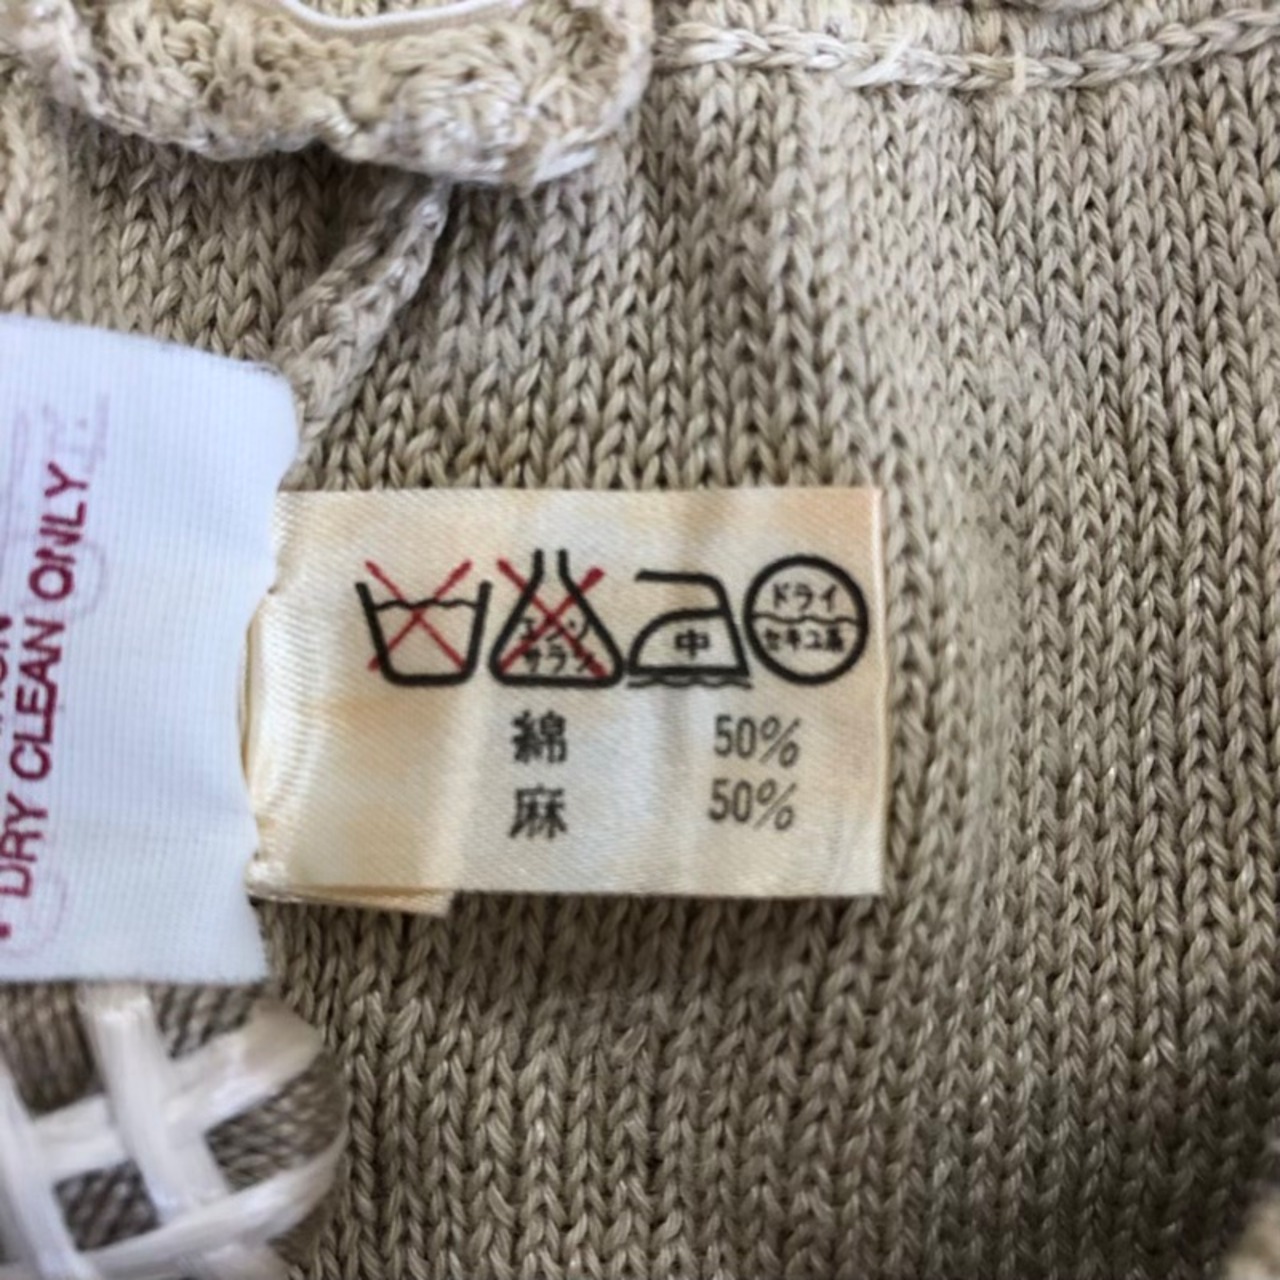 DRY CLEAN ONLY
エンソ
サラシ
中
ドライ
セキユ系
綿 50%
麻 50%